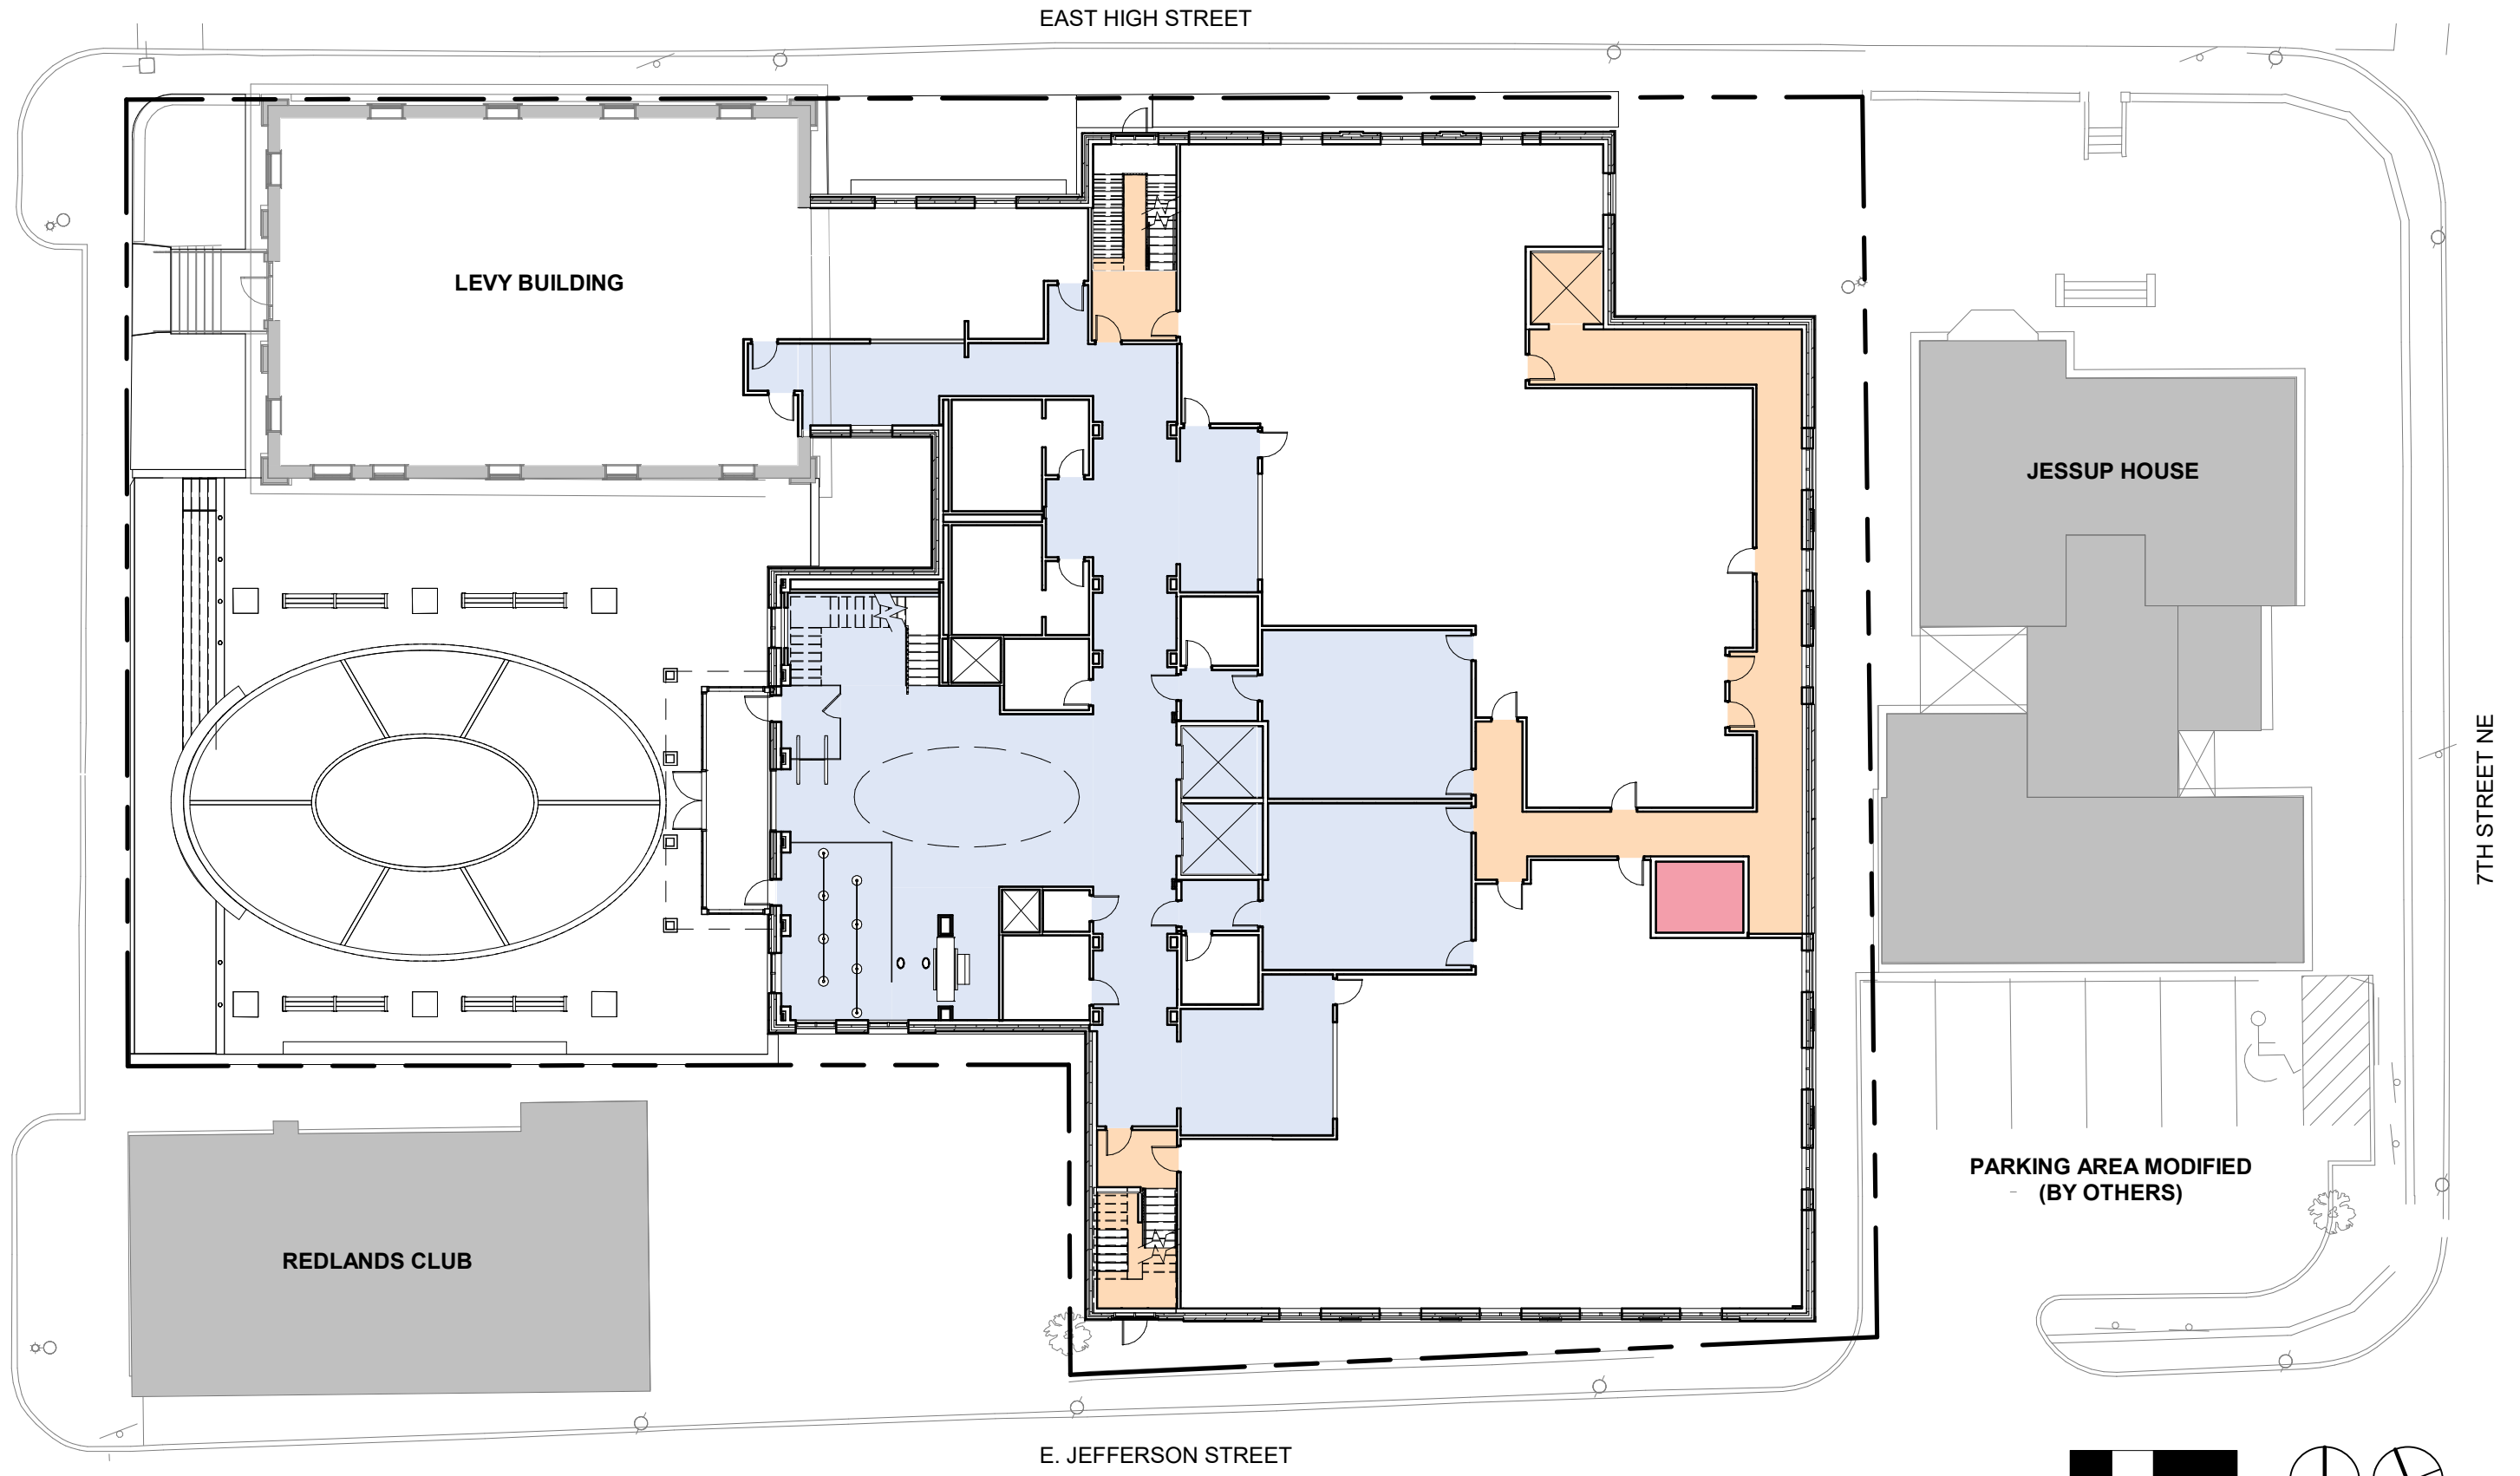 EAST HIGH STREET
LEVY BUILDING
JESSUP HOUSE
7TH STREET NE
PARKING AREA MODIFIED
(BY OTHERS)
REDLANDS CLUB
E. JEFFERSON STREET